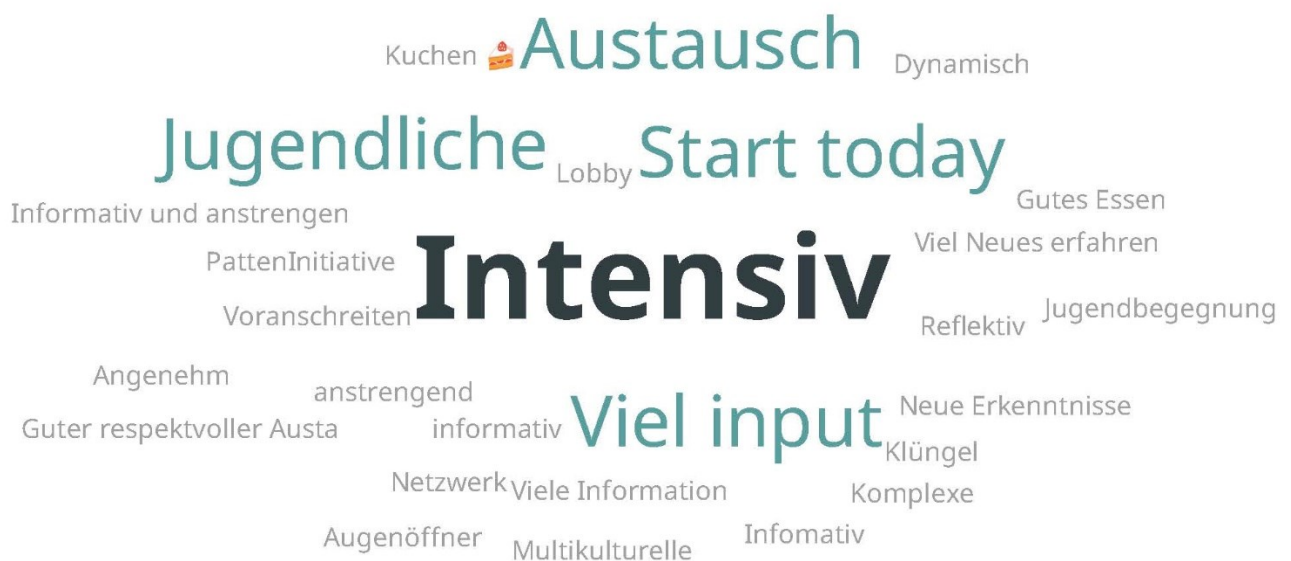 Kuchen 🍰 Austausch Dynamisch
Jugendliche Lobby Start today
Gutes Essen
Informativ und anstrengen
Viel Neues erfahren
PattenInitiative Intensiv
Jugendbegegnung
Voranschreiten Reflektiv
Angenehm
anstrengend
Neue Erkenntnisse
Guter respektvoller Austa informativ Viel input
Klüngel
Netzwerk Viele Information Komplexe
Augenöffner Multikulturelle Infomativ